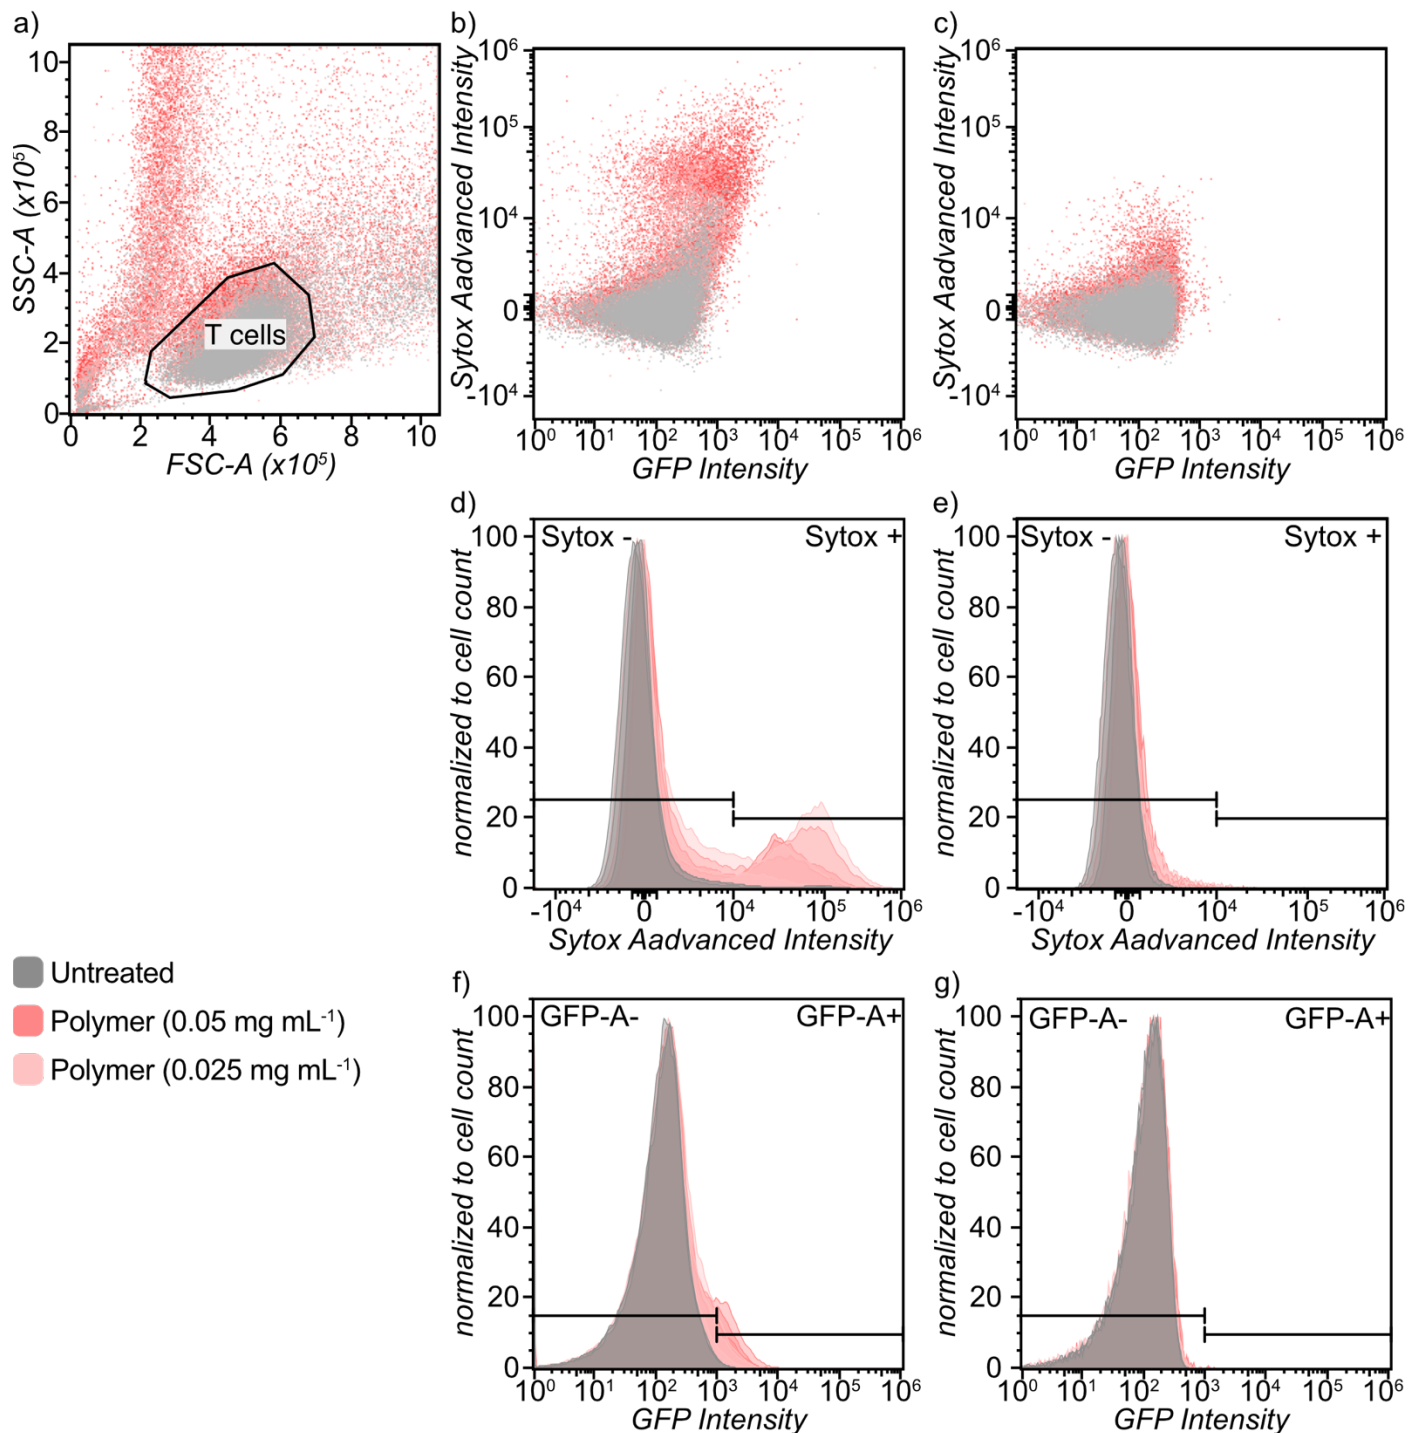 a)
10
8
6
4
2
0
SSC-A (x10⁵)
T cells
0 2 4 6 8 10
FSC-A (x10⁵)
b)
10⁶
10⁵
10⁴
0
-10⁴
Sytox Aadvanced Intensity
10⁰ 10¹ 10² 10³ 10⁴ 10⁵ 10⁶
GFP Intensity
c)
10⁶
10⁵
10⁴
0
-10⁴
Sytox Aadvanced Intensity
10⁰ 10¹ 10² 10³ 10⁴ 10⁵ 10⁶
GFP Intensity
d)
Sytox - Sytox +
100
80
60
40
20
0
normalized to cell count
-10⁴ 0 10⁴ 10⁵ 10⁶
Sytox Aadvanced Intensity
e)
Sytox - Sytox +
100
80
60
40
20
0
normalized to cell count
-10⁴ 0 10⁴ 10⁵ 10⁶
Sytox Aadvanced Intensity
Untreated
Polymer (0.05 mg mL⁻¹)
Polymer (0.025 mg mL⁻¹)
f)
GFP-A- GFP-A+
100
80
60
40
20
0
normalized to cell count
10⁰ 10¹ 10² 10³ 10⁴ 10⁵ 10⁶
GFP Intensity
g)
GFP-A- GFP-A+
100
80
60
40
20
0
normalized to cell count
10⁰ 10¹ 10² 10³ 10⁴ 10⁵ 10⁶
GFP Intensity